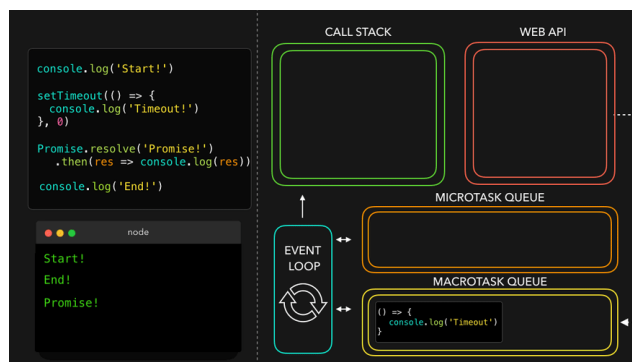 console.log('Start!')
setTimeout(() => {
console.log('Timeout!')
}, 0)
Promise.resolve('Promise!')
.then(res => console.log(res))
console.log('End!')
node
Start!
End!
Promise!
CALL STACK
WEB API
MICROTASK QUEUE
EVENT
LOOP
MACROTASK QUEUE
() => {
console.log('Timeout')
}